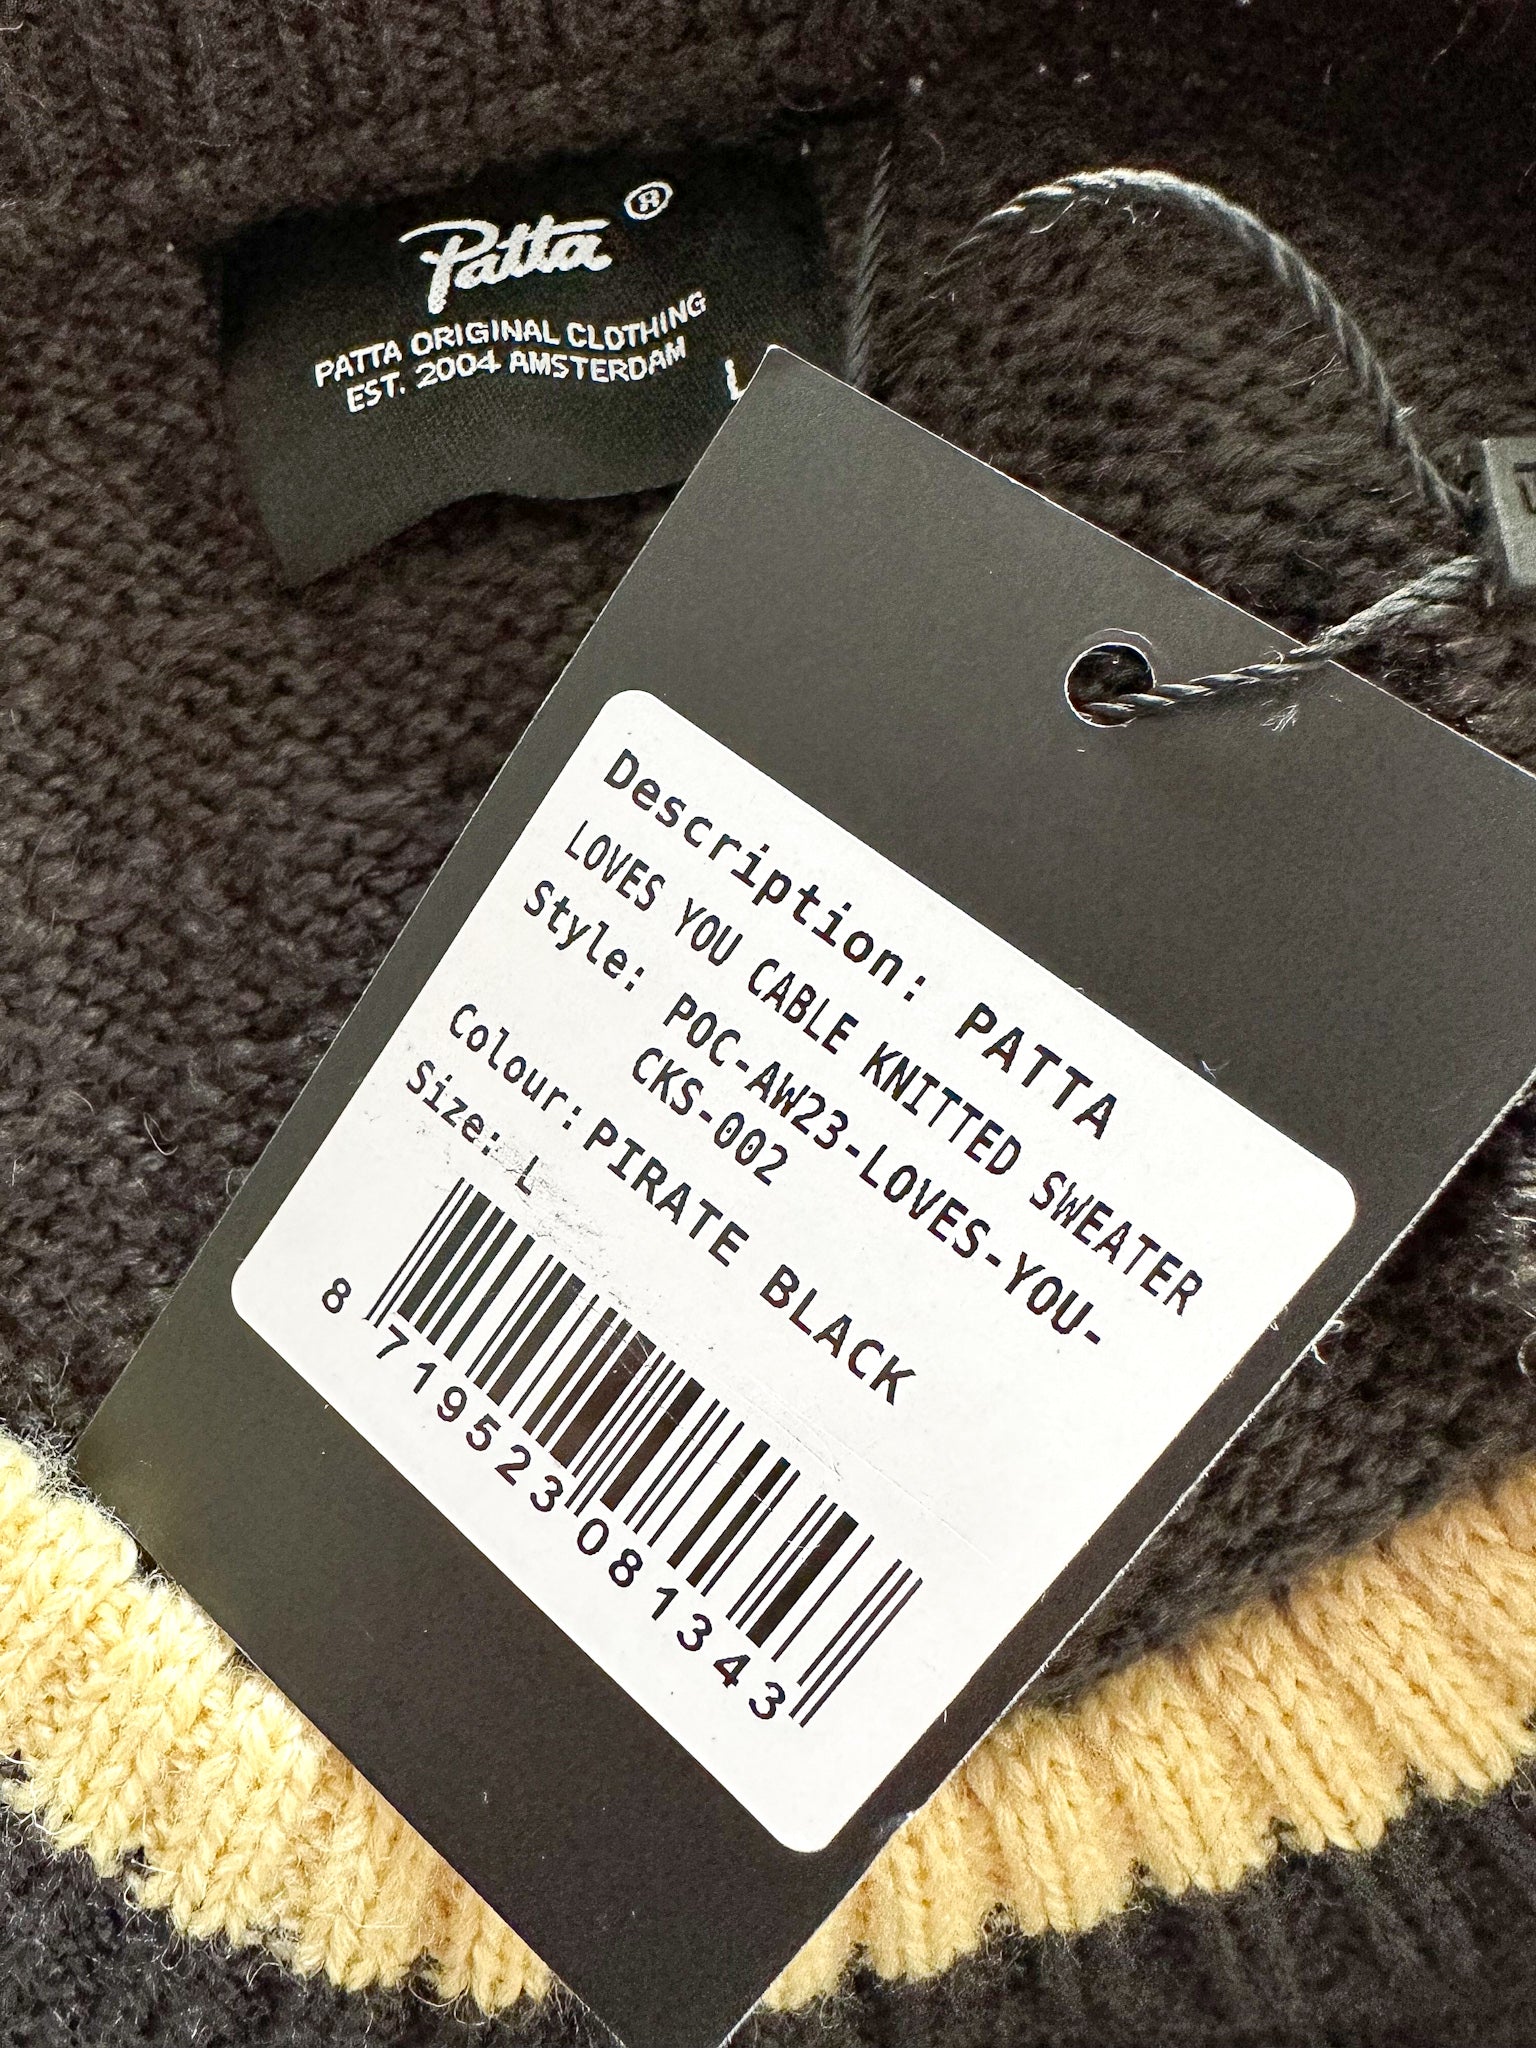 Patta®
PATTA ORIGINAL CLOTHING
EST. 2004 AMSTERDAM
L
Description: PATTA
LOVES YOU CABLE KNITTED SWEATER
Style: POC-AW23-LOVES-YOU-
CKS-002
Colour: PIRATE BLACK
Size: L
8 719523 081343